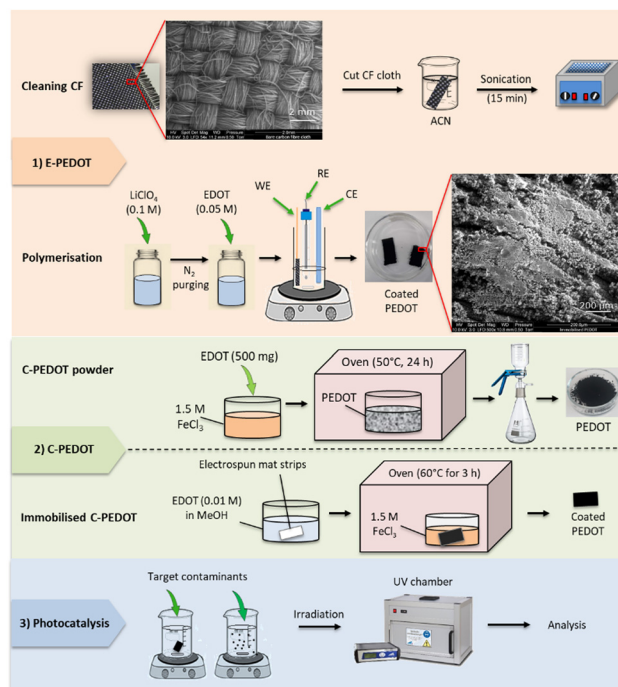 Cleaning CF
2 mm
Cut CF cloth
ACN
Sonication
(15 min)
1) E-PEDOT
LiClO₄
(0.1 M)
EDOT
(0.05 M)
WE
RE
CE
Polymerisation
N₂
purging
Coated
PEDOT
200 µm
C-PEDOT powder
EDOT (500 mg)
1.5 M
FeCl₃
Oven (50°C, 24 h)
PEDOT
PEDOT
2) C-PEDOT
Electrospun mat strips
Immobilised C-PEDOT
EDOT (0.01 M)
in MeOH
Oven (60°C for 3 h)
1.5 M
FeCl₃
Coated
PEDOT
3) Photocatalysis
Target contaminants
Irradiation
UV chamber
Analysis